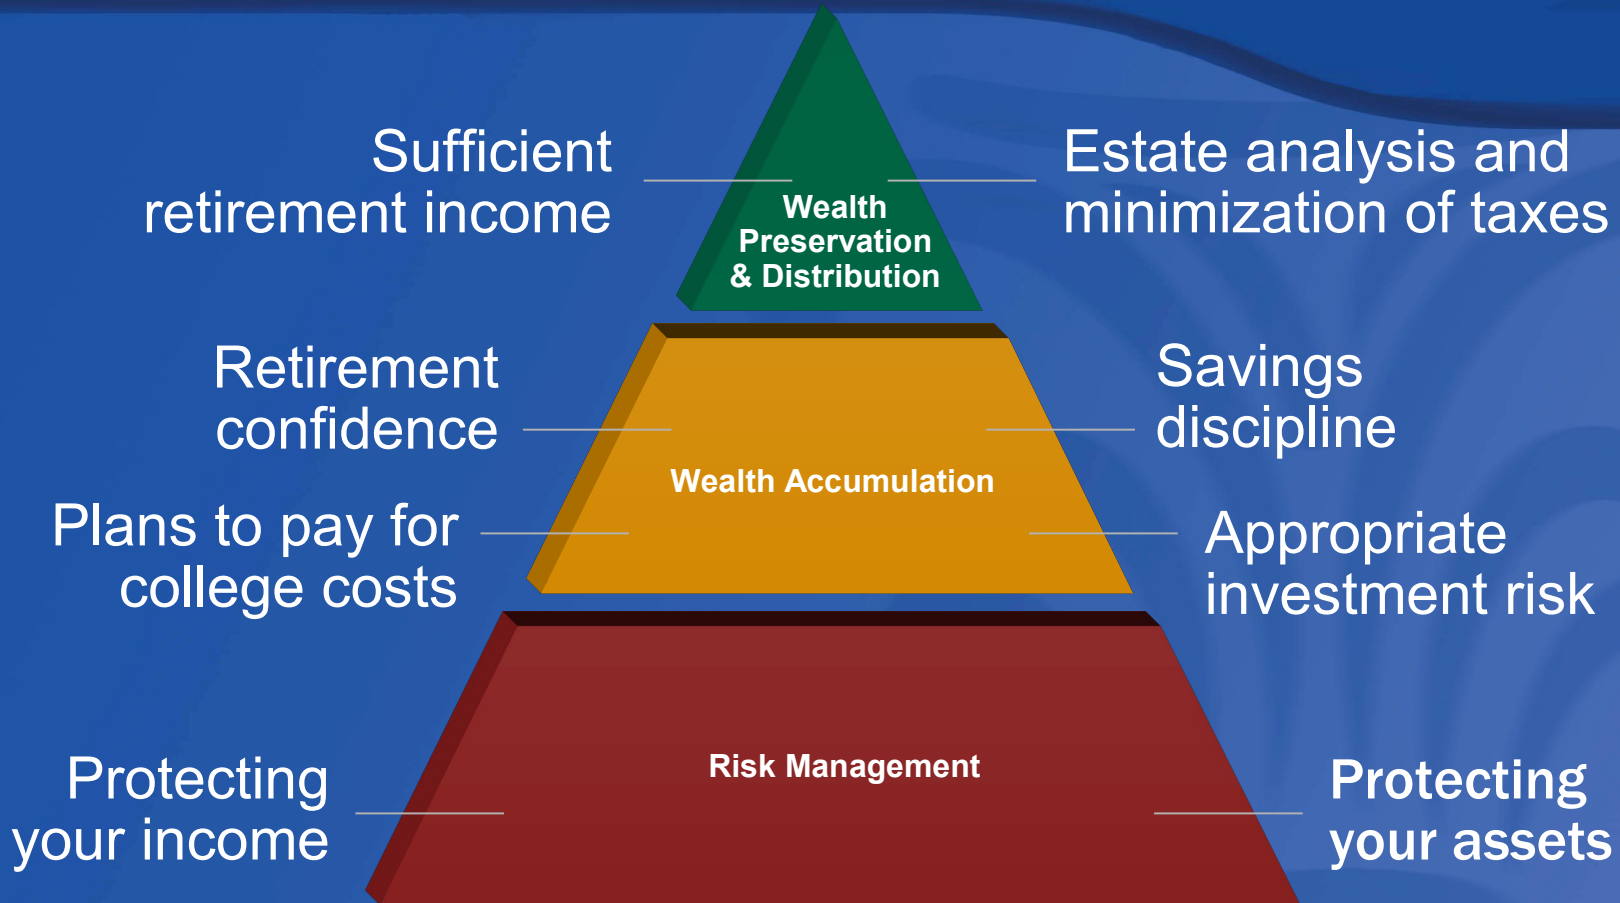 Sufficient
retirement income
Wealth
Preservation
& Distribution
Estate analysis and
minimization of taxes
Retirement
confidence
Savings
discipline
Wealth Accumulation
Plans to pay for
college costs
Appropriate
investment risk
Risk Management
Protecting
your income
Protecting
your assets